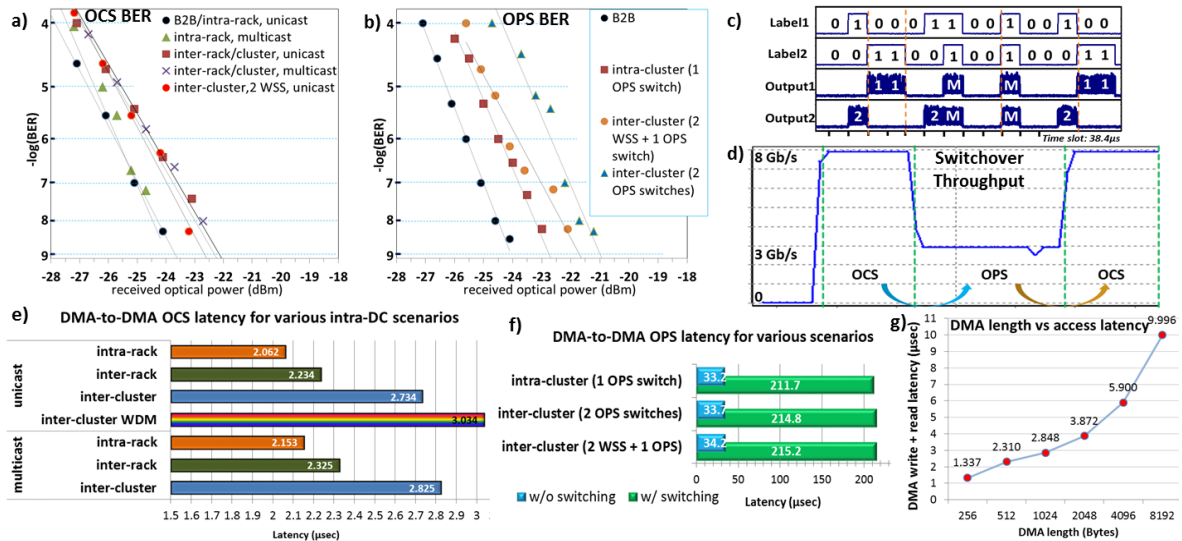 a)
OCS BER
4
5
6
7
8
9
-log(BER)
B2B/intra-rack, unicast
intra-rack, multicast
inter-rack/cluster, unicast
inter-rack/cluster, multicast
inter-cluster,2 WSS, unicast
-28 -27 -26 -25 -24 -23 -22 -21 -20 -19 -18
received optical power (dBm)
b)
OPS BER
4
5
6
7
8
9
-log(BER)
B2B
intra-cluster (1
OPS switch)
inter-cluster (2
WSS + 1 OPS
switch)
inter-cluster (2
OPS switches)
-28 -27 -26 -25 -24 -23 -22 -21 -20 -19 -18
received optical power (dBm)
c)
Label1 0 1 0 0 1 1 0 1 0 0 1 0 0
Label2 0 0 1 1 0 0 1 0 1 0 0 1 1
Output1 1 1 M M 1 1
Output2 2 2 M M 2
Time slot: 38.4µs
d)
8 Gb/s
Switchover
Throughput
3 Gb/s
OCS OPS OCS
0
e)
DMA-to-DMA OCS latency for various intra-DC scenarios
unicast
intra-rack 2.062
inter-rack 2.234
inter-cluster 2.734
inter-cluster WDM 3.034
multicast
intra-rack 2.153
inter-rack 2.325
inter-cluster 2.825
1.5 1.6 1.7 1.8 1.9 2 2.1 2.2 2.3 2.4 2.5 2.6 2.7 2.8 2.9 3
Latency (µsec)
f)
DMA-to-DMA OPS latency for various scenarios
intra-cluster (1 OPS switch) 33.2 211.7
inter-cluster (2 OPS switches) 33.7 214.8
inter-cluster (2 WSS + 1 OPS) 34.2 215.2
0 50 100 150 200
w/o switching w/ switching Latency (µsec)
g)
DMA length vs access latency
11
10
9
8
7
6
5
4
3
2
1
0
DMA write + read latency (µsec)
1.337
2.310
2.848
3.872
5.900
9.996
256 512 1024 2048 4096 8192
DMA length (Bytes)